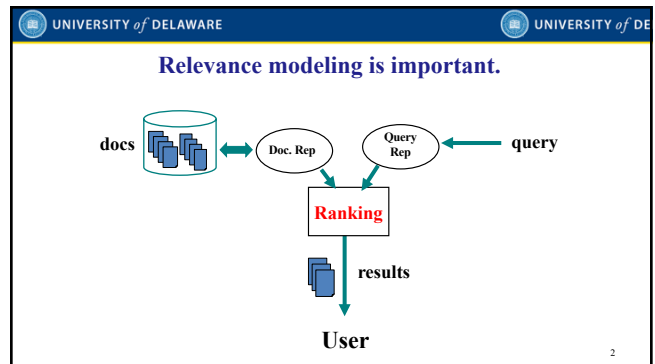 UNIVERSITY of DELAWARE
UNIVERSITY of DE
Relevance modeling is important.
docs
Doc. Rep
Query
Rep
query
Ranking
results
User
2